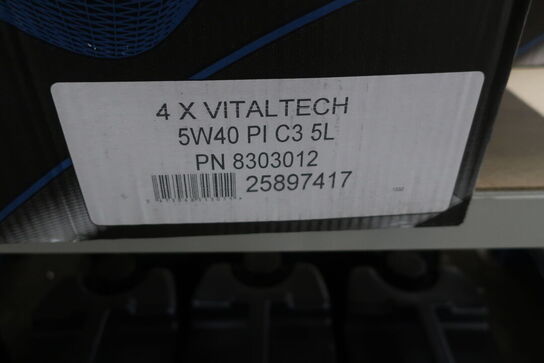 4 X VITALTECH
5W40 PI C3 5L
PN 8303012
25897417